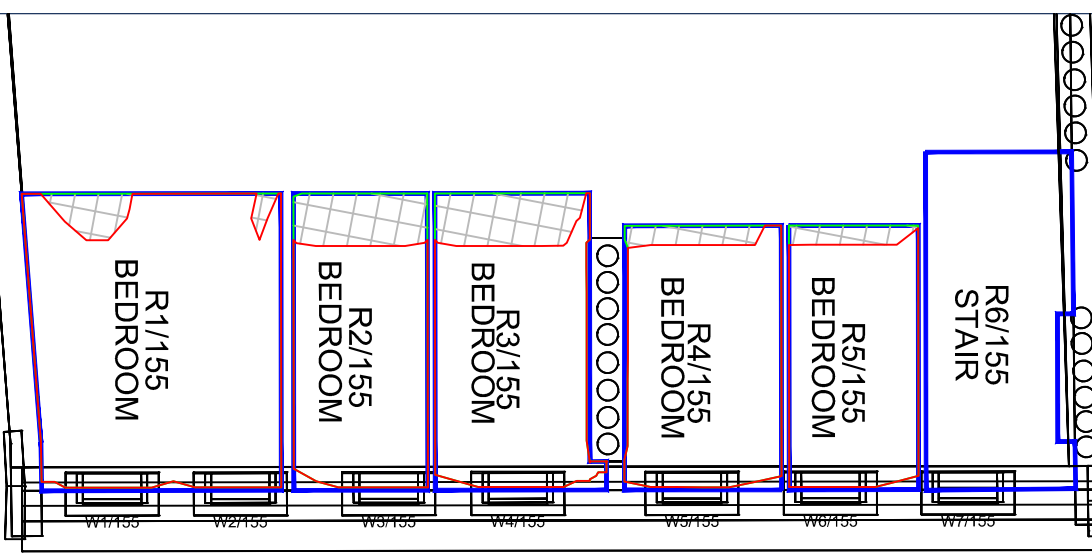 R1/155
BEDROOM
R2/155
BEDROOM
R3/155
BEDROOM
R4/155
BEDROOM
R5/155
BEDROOM
R6/155
STAIR
W1/155
W2/155
W3/155
W4/155
W5/155
W6/155
W7/155